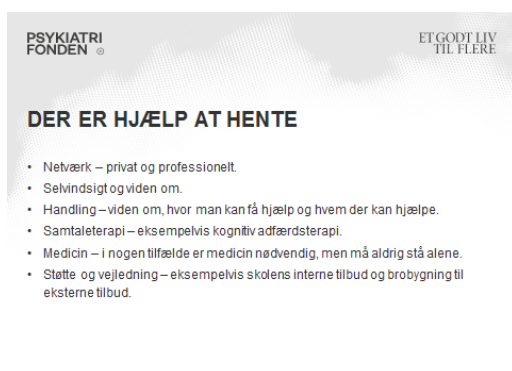 PSYKIATRI
FONDEN
ET GODT LIV
TIL FLERE
DER ER HJÆLP AT HENTE
• Netværk – privat og professionelt.
• Selvindsigt og viden om.
• Handling – viden om, hvor man kan få hjælp og hvem der kan hjælpe.
• Samtaleterapi – eksempelvis kognitiv adfærdsterapi.
• Medicin – i nogen tilfælde er medicin nødvendig, men må aldrig stå alene.
• Støtte og vejledning – eksempelvis skolens interne tilbud og brobygning til
eksterne tilbud.